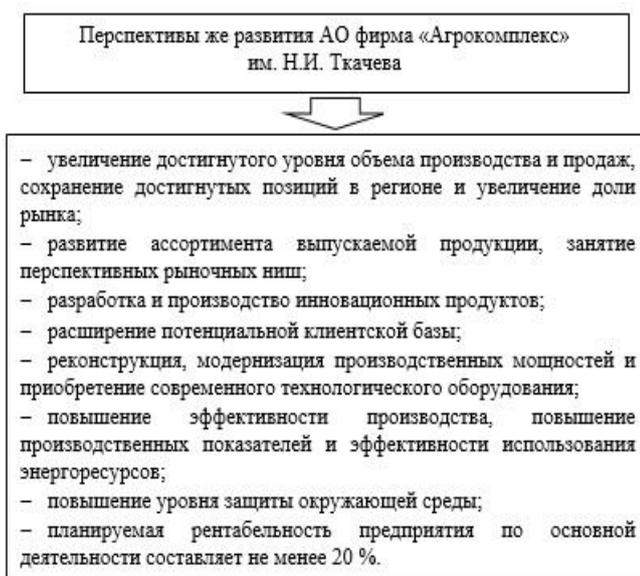 Перспективы же развития АО фирма «Агрокомплекс»
им. Н.И. Ткачева
– увеличение достигнутого уровня объема производства и продаж,
сохранение достигнутых позиций в регионе и увеличение доли
рынка;
– развитие ассортимента выпускаемой продукции, занятие
перспективных рыночных ниш;
– разработка и производство инновационных продуктов;
– расширение потенциальной клиентской базы;
– реконструкция, модернизация производственных мощностей и
приобретение современного технологического оборудования;
– повышение эффективности производства, повышение
производственных показателей и эффективности использования
энергоресурсов;
– повышение уровня защиты окружающей среды;
– планируемая рентабельность предприятия по основной
деятельности составляет не менее 20 %.